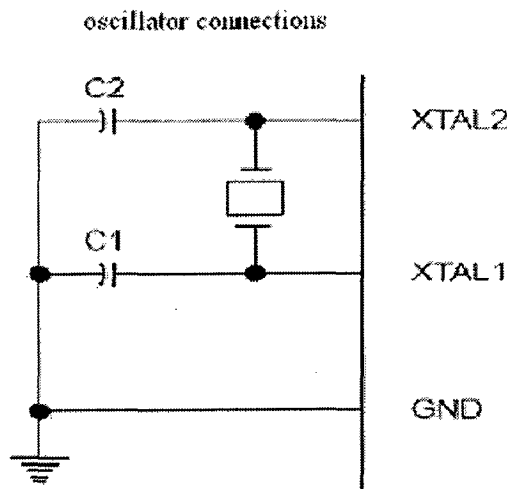 oscillator connections
C2
XTAL2
C1
XTAL1
GND